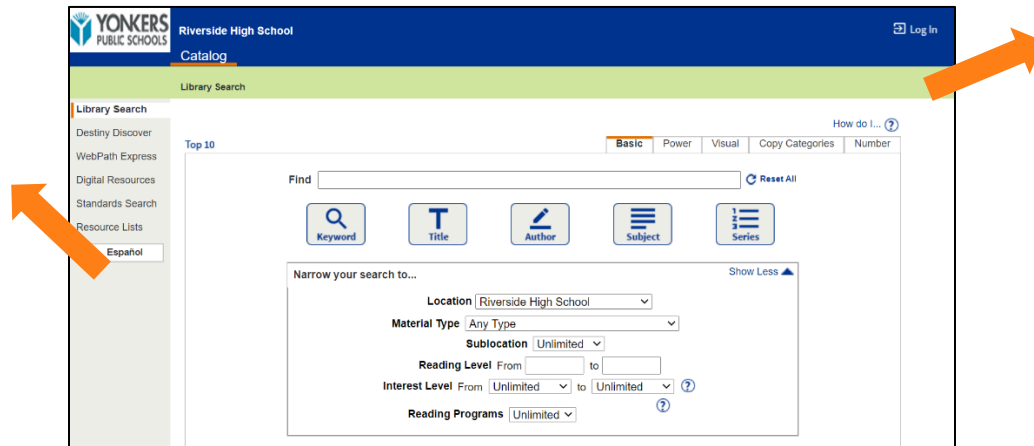 YONKERS
PUBLIC SCHOOLS
Riverside High School
Log In
Catalog
Library Search
Library Search
Destiny Discover
WebPath Express
Digital Resources
Standards Search
Resource Lists
Español
How do I... ?
Top 10
Basic Power Visual Copy Categories Number
Find Reset All
Keyword Title Author Subject 1 2 3 Series
Narrow your search to... Show Less
Location Riverside High School
Material Type Any Type
Sublocation Unlimited
Reading Level From to
Interest Level From Unlimited to Unlimited ?
?
Reading Programs Unlimited